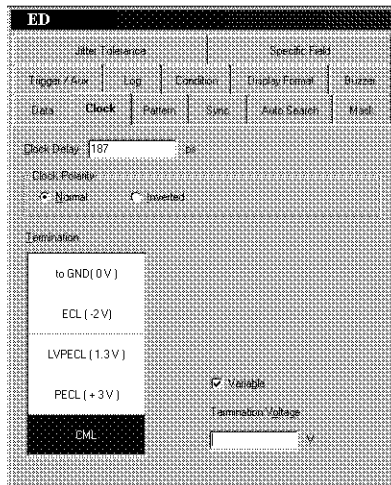 ED
Jitter Tolerance Specific Field
Trigger / Aux Log Condition Display Format Buzzer
Data Clock Pattern Sync Auto Search Mask
Clock Delay 187 ps
Clock Polarity
Normal Inverted
Termination
to GND( 0 V )
ECL ( -2 V)
LVPECL ( 1.3 V )
PECL ( + 3 V )
CML
Variable
Termination Voltage
V